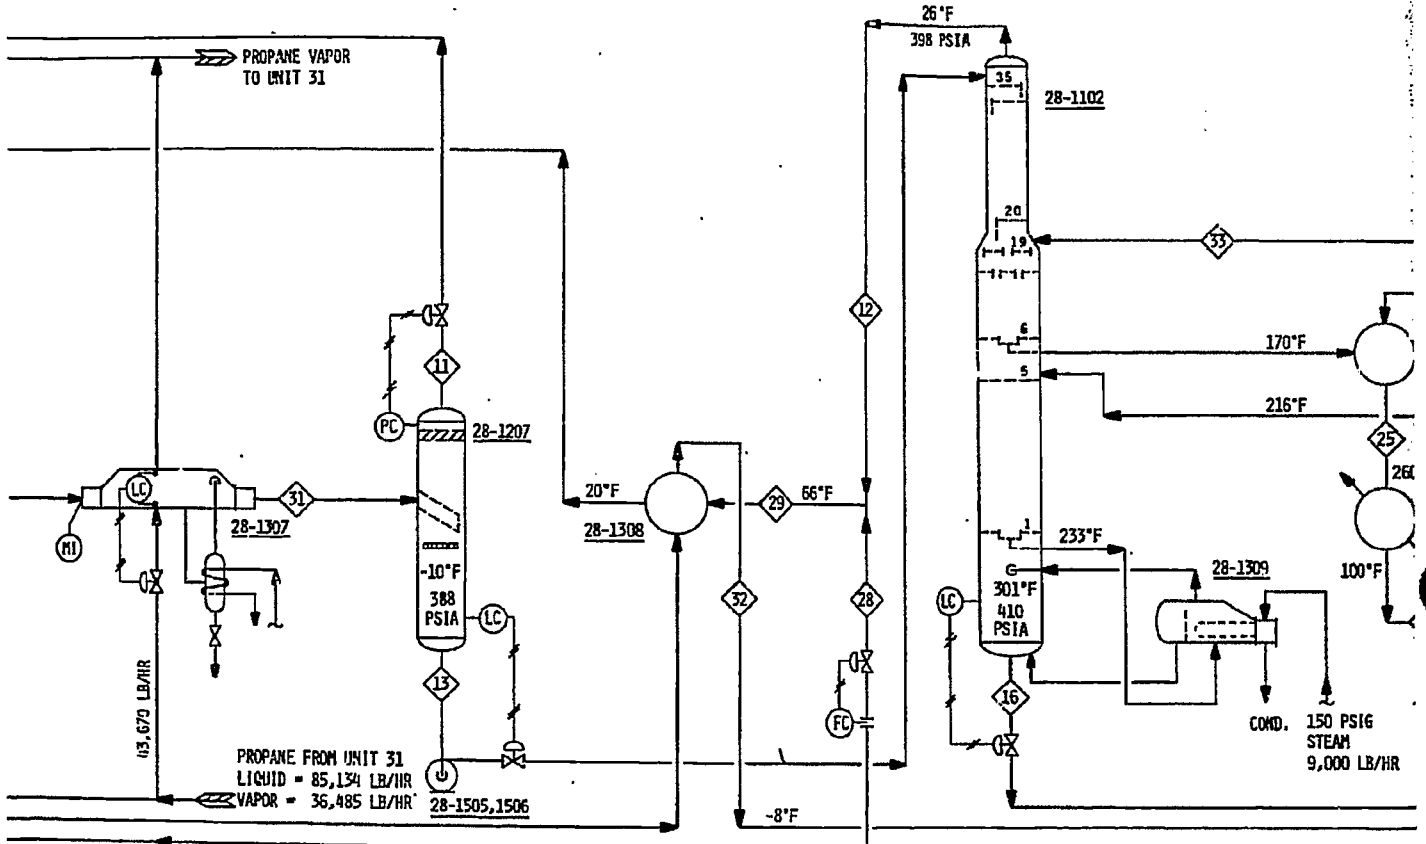 26°F
398 PSIA
PROPANE VAPOR
TO UNIT 31
35
28-1102
20
19
33
12
6
170°F
5
216°F
11
PC
28-1207
25
LC
31
28-1307
MI
20°F
28-1308
29
66°F
1
233°F
-10°F
388
PSIA
LC
32
28
LC
301°F
410
PSIA
28-1309
100°F
13
16
FC
COND.
150 PSIG
STEAM
9,000 LB/HR
PROPANE FROM UNIT 31
LIQUID = 85,134 LB/HR
VAPOR = 36,485 LB/HR
28-1505,1506
-8°F